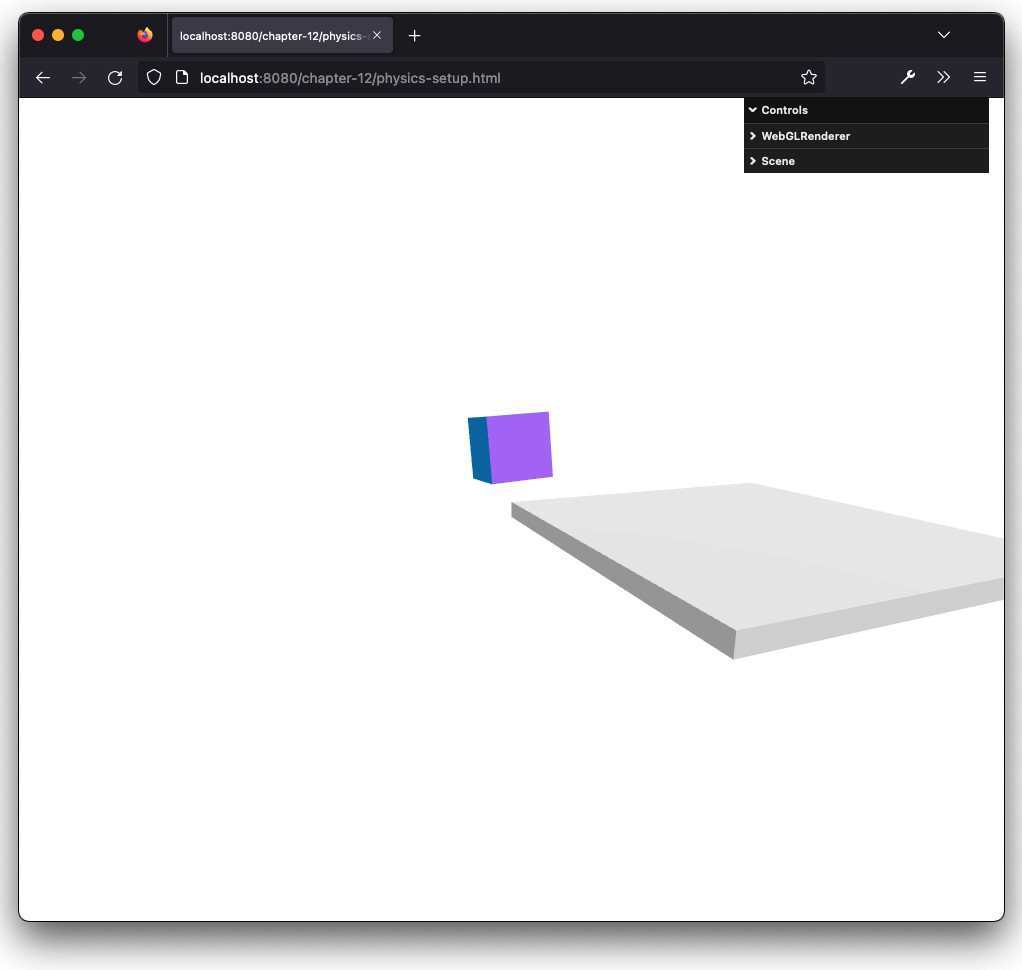 localhost:8080/chapter-12/physics-
localhost:8080/chapter-12/physics-setup.html
Controls
WebGLRenderer
Scene